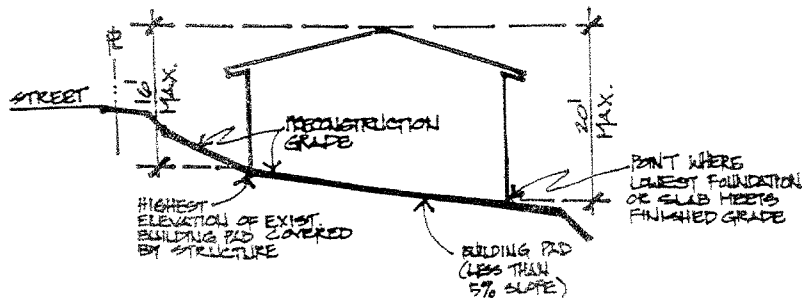 STREET
PL
16' MAX.
PRECONSTRUCTION
GRADE
20' MAX.
HIGHEST
ELEVATION OF EXIST.
BUILDING PAD COVERED
BY STRUCTURE
BUILDING PAD
(LESS THAN
5% SLOPE)
POINT WHERE
LOWEST FOUNDATION
OR SLAB MEETS
FINISHED GRADE